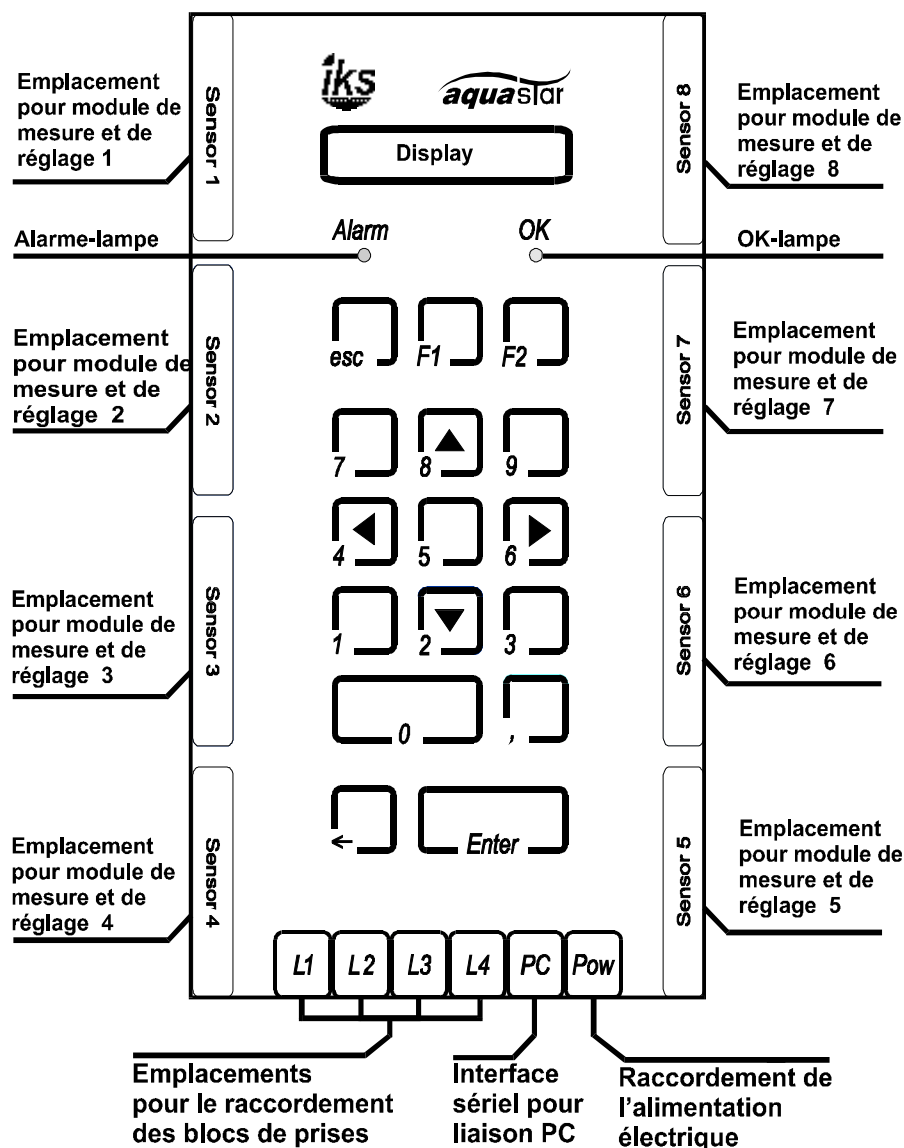 iks
aquastar
Display
Alarm
OK
esc
F1
F2
7
8
9
4
5
6
1
2
3
0
,
←
Enter
L1
L2
L3
L4
PC
Pow
Sensor 1
Sensor 2
Sensor 3
Sensor 4
Sensor 5
Sensor 6
Sensor 7
Sensor 8
Emplacement
pour module de
mesure et de
réglage 1
Alarme-lampe
Emplacement
pour module de
mesure et de
réglage 2
Emplacement
pour module de
mesure et de
réglage 3
Emplacement
pour module de
mesure et de
réglage 4
Emplacement
pour module de
mesure et de
réglage 8
OK-lampe
Emplacement
pour module de
mesure et de
réglage 7
Emplacement
pour module de
mesure et de
réglage 6
Emplacement
pour module de
mesure et de
réglage 5
Emplacements
pour le raccordement
des blocs de prises
Interface
sériel pour
liaison PC
Raccordement de
l'alimentation
électrique